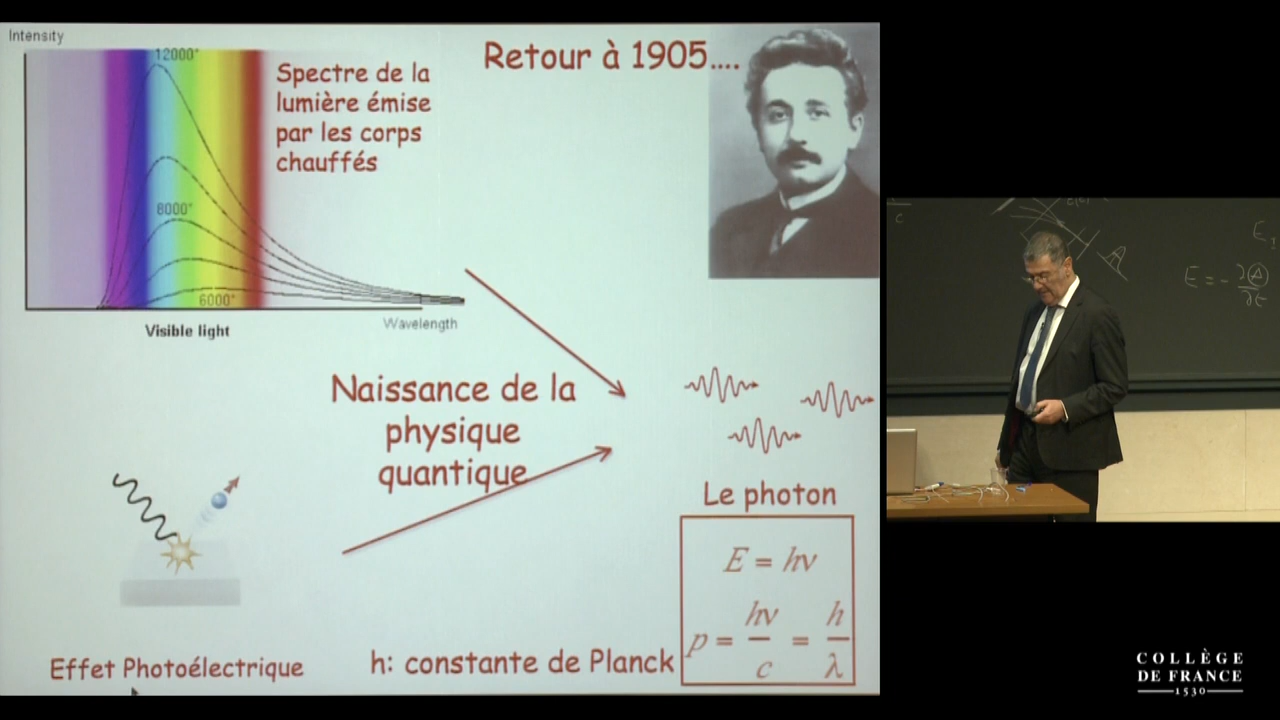 Intensity
12000°
8000°
6000°
Visible light
Wavelength
Spectre de la
lumière émise
par les corps
chauffés
Retour à 1905....
Naissance de la
physique
quantique
Le photon
E = hν
p = hν/c = h/λ
Effet Photoélectrique
h: constante de Planck
c
E = - ∂A/∂t
COLLÈGE
DE FRANCE
1530